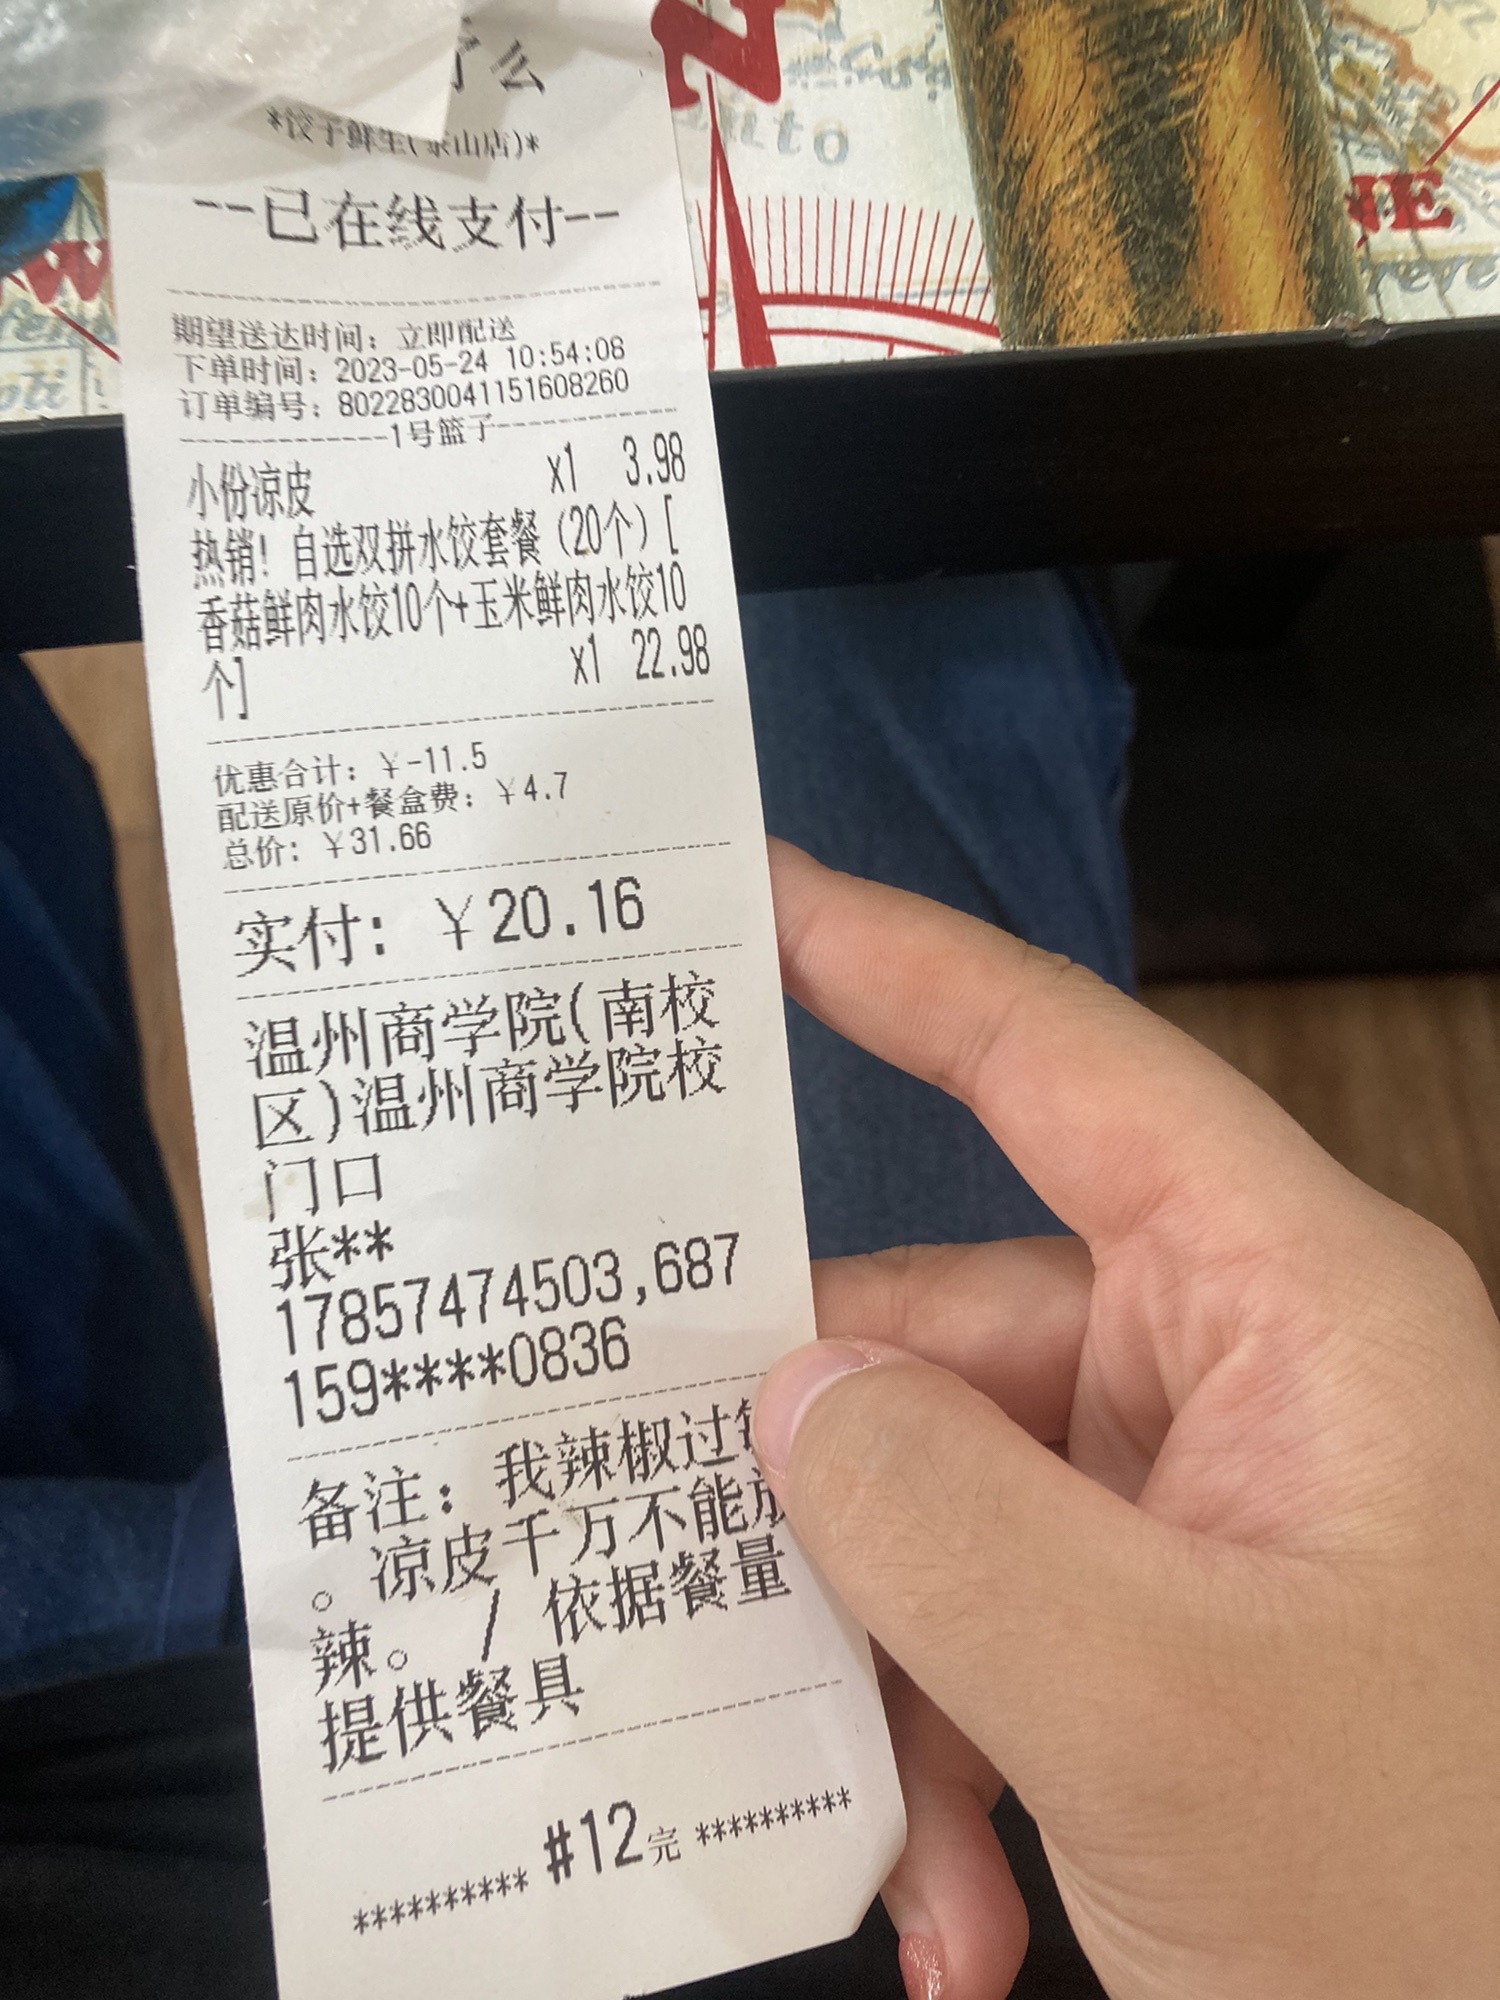 么
*饺子鲜生(泰山店)*
--已在线支付--
期望送达时间：立即配送
下单时间：2023-05-24 10:54:08
订单编号：8022830041151608260
1号篮子
小份凉皮 x1 3.98
热销！自选双拼水饺套餐（20个）[
香菇鲜肉水饺10个+玉米鲜肉水饺10
个] x1 22.98
优惠合计：￥-11.5
配送原价+餐盒费：￥4.7
总价：￥31.66
实付：￥20.16
温州商学院(南校
区)温州商学院校
门口
张**
17857474503,687
159****0836
备注：我辣椒过
。凉皮千万不能放
辣。 / 依据餐量
提供餐具
********** #12完 **********
N